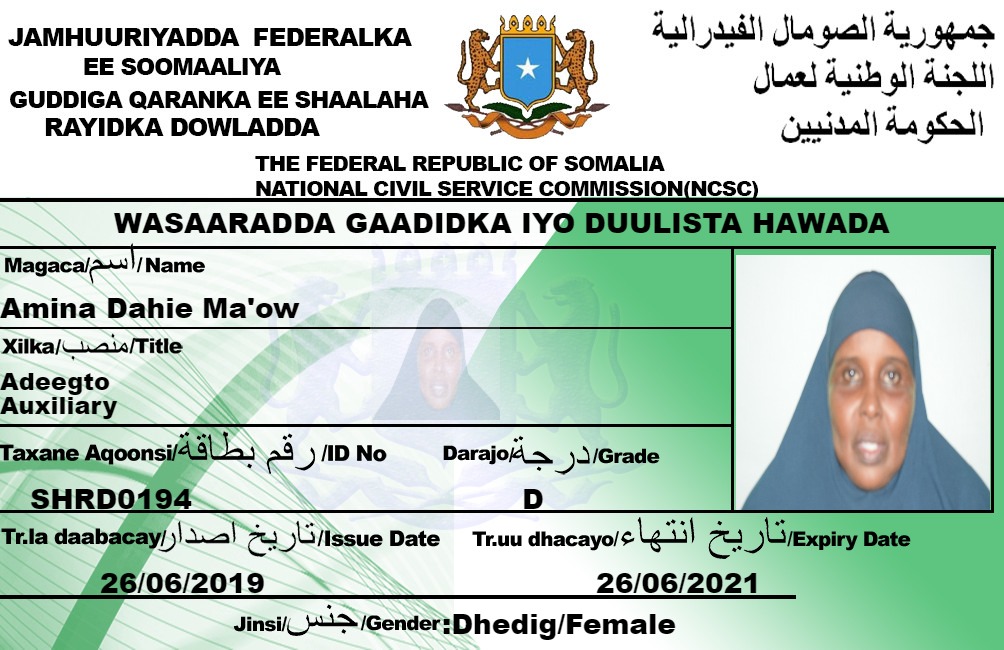 JAMHUURIYADDA FEDERALKA
EE SOOMAALIYA
GUDDIGA QARANKA EE SHAALAHA
RAYIDKA DOWLADDA
جمهورية الصومال الفيدرالية
اللجنة الوطنية لعمال
الحكومة المدنيين
THE FEDERAL REPUBLIC OF SOMALIA
NATIONAL CIVIL SERVICE COMMISSION(NCSC)
WASAARADDA GAADIDKA IYO DUULISTA HAWADA
Magaca/اسم/Name
Amina Dahie Ma'ow
Xilka/منصب/Title
Adeegto
Auxiliary
Taxane Aqoonsi/رقم بطاقة/ID No
SHRD0194
Darajo/درجة/Grade
D
Tr.la daabacay/تاريخ اصدار/Issue Date
26/06/2019
Tr.uu dhacayo/تاريخ انتهاء/Expiry Date
26/06/2021
Jinsi/جنس/Gender:Dhedig/Female